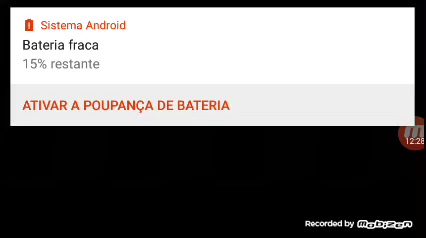 Sistema Android
Bateria fraca
15% restante
ATIVAR A POUPANÇA DE BATERIA
12:28
Recorded by mobizen